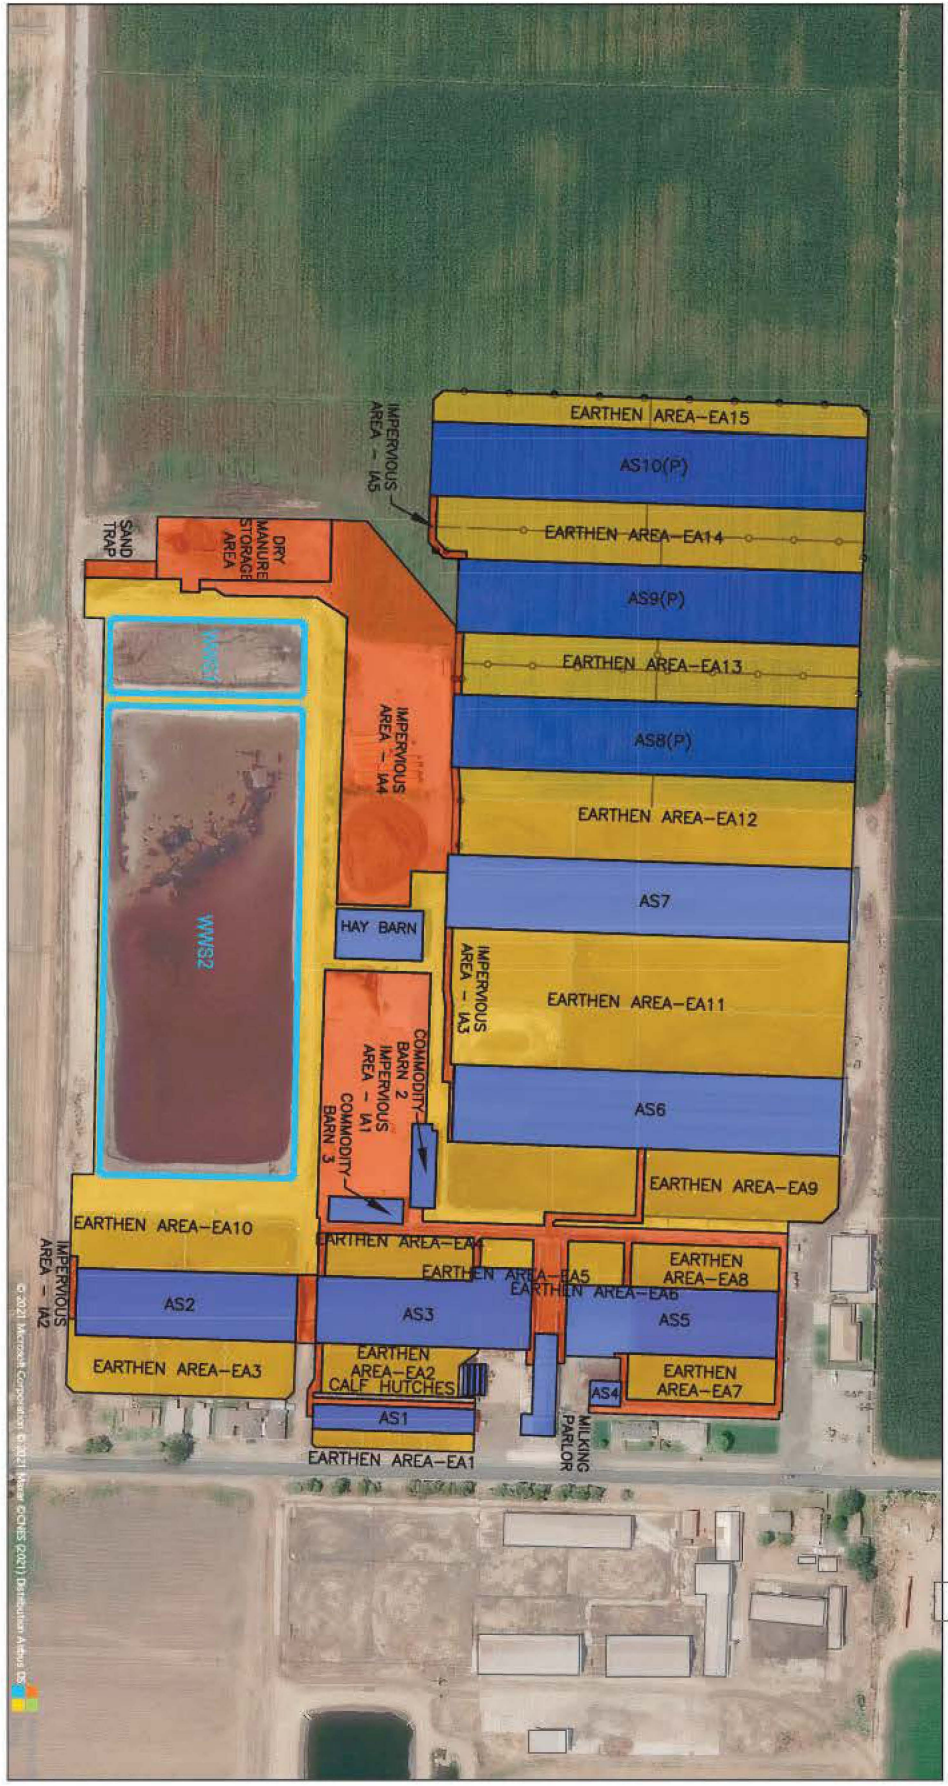 EARTHEN AREA-EA15
IMPERVIOUS
AREA - IA5
AS10(P)
EARTHEN AREA-EA14
SAND
TRAP
DRY
MANURE
STORAGE
AREA
AS9(P)
WWS1
EARTHEN AREA-EA13
IMPERVIOUS
AREA - IA4
AS8(P)
EARTHEN AREA-EA12
AS7
HAY BARN
WWS2
IMPERVIOUS
AREA - IA3
EARTHEN AREA-EA11
COMMODITY
BARN 2
IMPERVIOUS
AREA - IA1
COMMODITY
BARN 3
AS6
EARTHEN AREA-EA9
EARTHEN AREA-EA10
EARTHEN AREA-EA4
EARTHEN AREA-EA5
EARTHEN AREA-EA6
EARTHEN
AREA-EA8
IMPERVIOUS
AREA - IA2
AS2
AS3
AS5
EARTHEN AREA-EA3
EARTHEN
AREA-EA2
CALF HUTCHES
EARTHEN
AREA-EA7
AS4
AS1
MILKING
PARLOR
EARTHEN AREA-EA1
© 2021 Microsoft Corporation © 2021 Maxar ©CNES (2021) Distribution Airbus DS